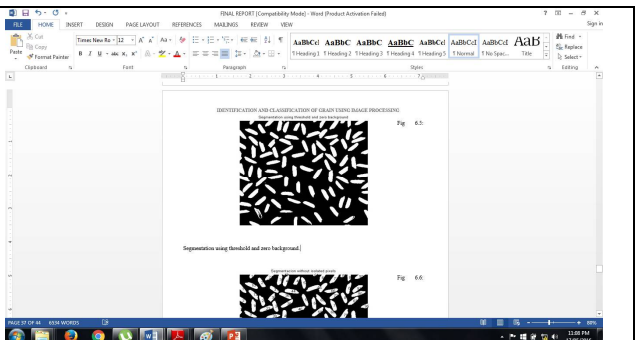 FINAL REPORT [Compatibility Mode] - Word (Product Activation Failed)
Sign in
FILE HOME INSERT DESIGN PAGE LAYOUT REFERENCES MAILINGS REVIEW VIEW
Cut
Copy
Format Painter
Paste
Clipboard
Times New Ro 12
Font
Paragraph
AaBbCcI AaBbC AaBbC AaBbC AaBbCcI AaBbCcI AaBbCcI AaB
¶ Heading 1 ¶ Heading 2 ¶ Heading 3 ¶ Heading 4 ¶ Heading 5 ¶ Normal ¶ No Spac... Title
Styles
Find
Replace
Select
Editing
IDENTIFICATION AND CLASSIFICATION OF GRAIN USING IMAGE PROCESSING
Segmentation using threshold and zero background
Fig 6.5:
Segmentation using threshold and zero background.
Segmentation without isolated pixels
Fig 6.6:
PAGE 37 OF 44 6534 WORDS
80%
11:08 PM